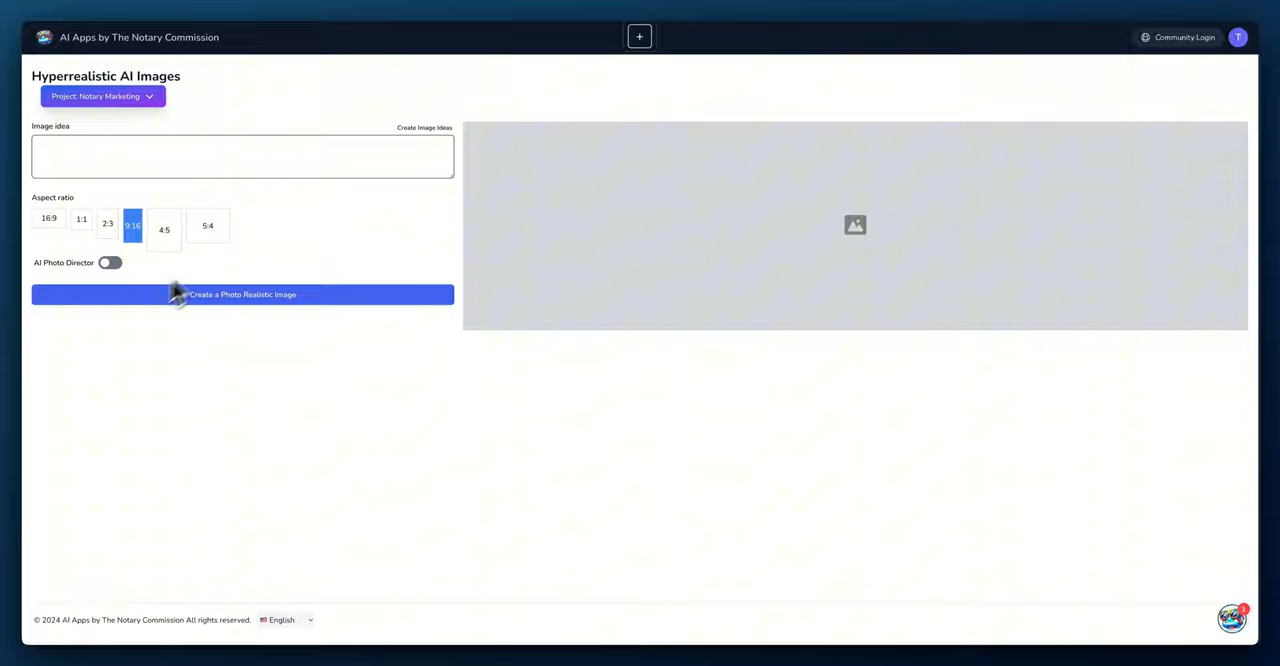 AI Apps by The Notary Commission
+
Community Login
T
Hyperrealistic AI Images
Project: Notary Marketing
Image idea
Create Image Ideas
Aspect ratio
16:9
1:1
2:3
9:16
4:5
5:4
AI Photo Director
Create a Photo Realistic Image
© 2024 AI Apps by The Notary Commission All rights reserved.
English
1